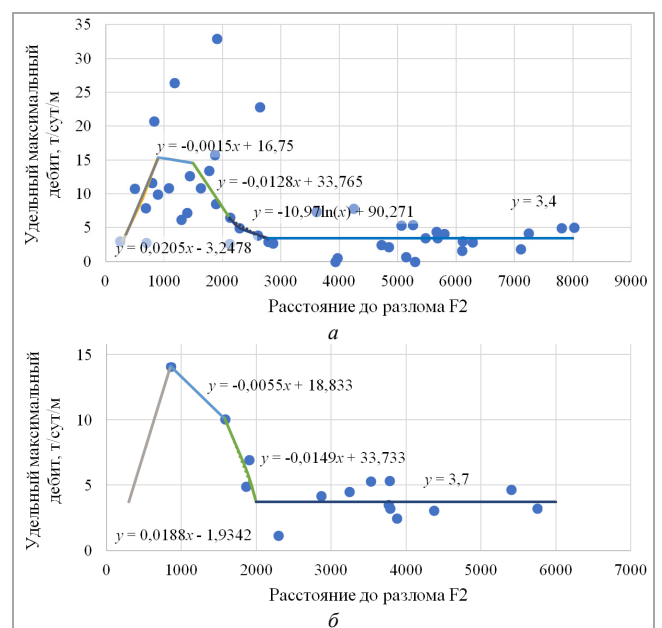 35
30
25
20
15
10
5
0
Удельный максимальный
дебит, т/сут/м
y = -0,0015x + 16,75
y = -0,0128x + 33,765
y = -10,97ln(x) + 90,271
y = 3,4
y = 0,0205x - 3,2478
0 1000 2000 3000 4000 5000 6000 7000 8000 9000
Расстояние до разлома F2
а
15
10
5
0
Удельный максимальный
дебит, т/сут/м
y = -0,0055x + 18,833
y = -0,0149x + 33,733
y = 3,7
y = 0,0188x - 1,9342
0 1000 2000 3000 4000 5000 6000 7000
Расстояние до разлома F2
б